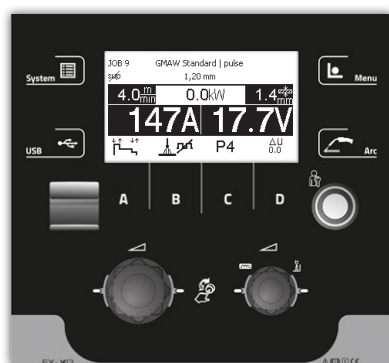 JOB 9 GMAW Standard | pulse
1,20 mm
System
Menu
4.0 m/min 0.0kW 1.4 mm
147A 17.7V
P4 ΔU 0.0
USB
Arc
A B C D